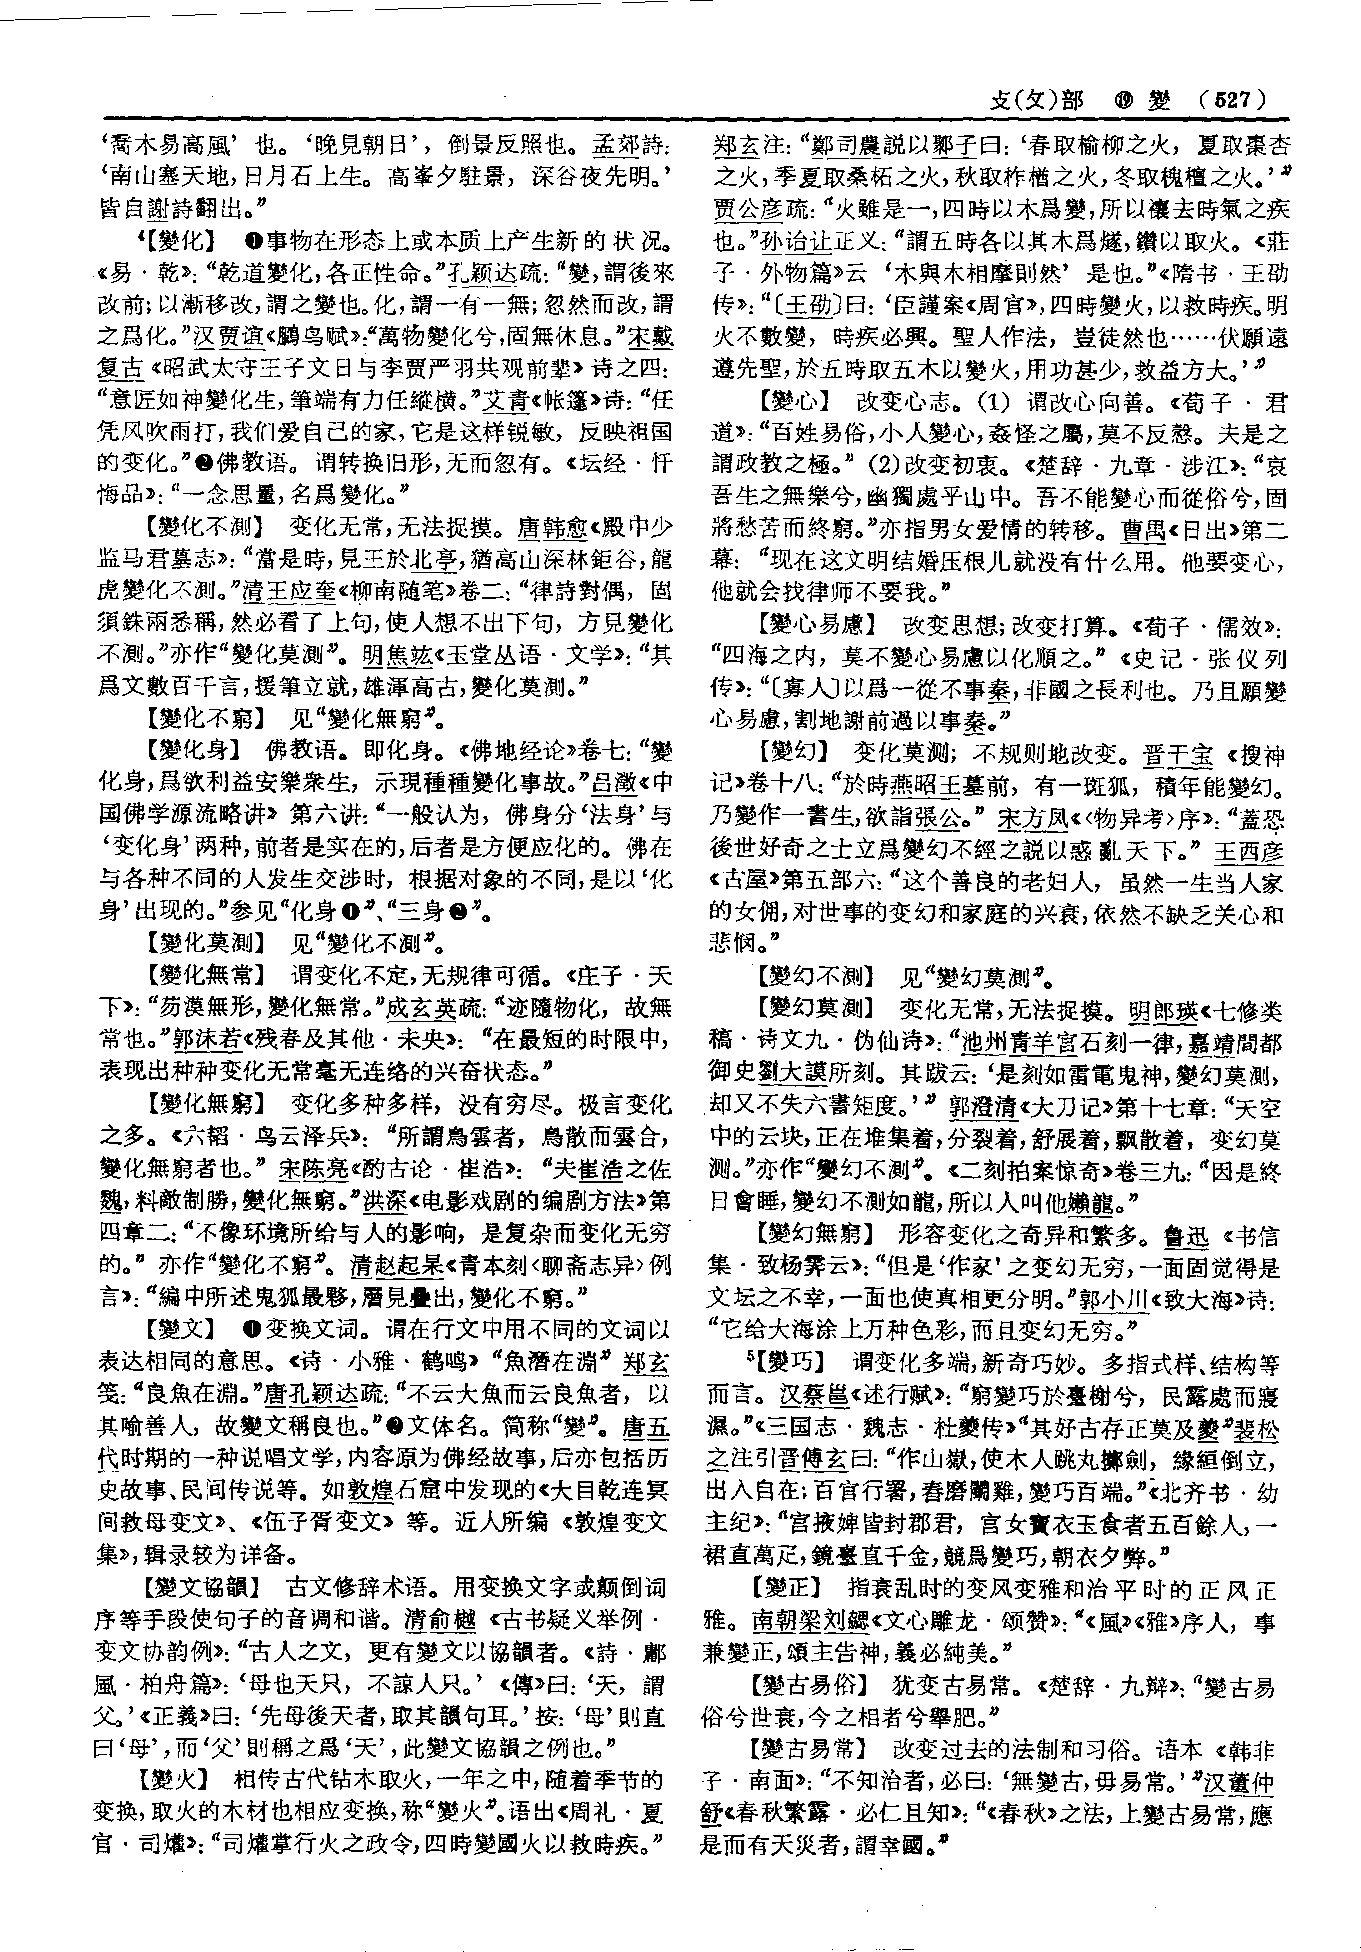 攴(攵)部 ⑲ 變 (527)
‘喬木易高風’也。‘晚見朝日’，倒景反照也。孟郊詩：
‘南山塞天地，日月石上生。高峯夕駐景，深谷夜先明。’
皆自謝詩翻出。”
⁴【變化】 ❶事物在形态上或本质上产生新的状况。
《易·乾》：“乾道變化，各正性命。”孔颖达疏：“變，謂後來
改前；以漸移改，謂之變也。化，謂一有一無；忽然而改，謂
之爲化。”汉贾谊《鵩鸟赋》：“萬物變化兮，固無休息。”宋戴
复古《昭武太守王子文日与李贾严羽共观前辈》诗之四：
“意匠如神變化生，筆端有力任縱横。”艾青《帐篷》诗：“任
凭风吹雨打，我们爱自己的家，它是这样锐敏，反映祖国
的变化。”❷佛教语。谓转换旧形，无而忽有。《坛经·忏
悔品》：“一念思量，名爲變化。”
【變化不測】 变化无常，无法捉摸。唐韩愈《殿中少
监马君墓志》：“當是時，見王於北亭，猶高山深林鉅谷，龍
虎變化不測。”清王应奎《柳南随笔》卷二：“律詩對偶，固
須銖兩悉稱，然必看了上句，使人想不出下句，方見變化
不測。”亦作“變化莫測”。明焦竑《玉堂丛语·文学》：“其
爲文數百千言，援筆立就，雄渾高古，變化莫測。”
【變化不窮】 见“變化無窮”。
【變化身】 佛教语。即化身。《佛地经论》卷七：“變
化身，爲欲利益安樂衆生，示現種種變化事故。”吕澂《中
国佛学源流略讲》第六讲：“一般认为，佛身分‘法身’与
‘变化身’两种，前者是实在的，后者是方便应化的。佛在
与各种不同的人发生交涉时，根据对象的不同，是以‘化
身’出现的。”参见“化身❶”、“三身❷”。
【變化莫測】 见“變化不測”。
【變化無常】 谓变化不定，无规律可循。《庄子·天
下》：“芴漠無形，變化無常。”成玄英疏：“迹隨物化，故無
常也。”郭沫若《残春及其他·未央》：“在最短的时限中，
表现出种种变化无常毫无连络的兴奋状态。”
【變化無窮】 变化多种多样，没有穷尽。极言变化
之多。《六韬·鸟云泽兵》：“所謂鳥雲者，鳥散而雲合，
變化無窮者也。”宋陈亮《酌古论·崔浩》：“夫崔浩之佐
魏，料敵制勝，變化無窮。”洪深《电影戏剧的编剧方法》第
四章二：“不像环境所给与人的影响，是复杂而变化无穷
的。”亦作“變化不窮”。清赵起杲《青本刻〈聊斋志异〉例
言》：“編中所述鬼狐最夥，層見疊出，變化不窮。”
【變文】 ❶变换文词。谓在行文中用不同的文词以
表达相同的意思。《诗·小雅·鹤鸣》“魚潛在淵”郑玄
笺：“良魚在淵。”唐孔颖达疏：“不云大魚而云良魚者，以
其喻善人，故變文稱良也。”❷文体名。简称“變”。唐五
代时期的一种说唱文学，内容原为佛经故事，后亦包括历
史故事、民间传说等。如敦煌石窟中发现的《大目乾连冥
间救母变文》、《伍子胥变文》等。近人所编《敦煌变文
集》，辑录较为详备。
【變文協韻】 古文修辞术语。用变换文字或颠倒词
序等手段使句子的音调和谐。清俞樾《古书疑义举例·
变文协韵例》：“古人之文，更有變文以協韻者。《詩·鄘
風·柏舟篇》：‘母也天只，不諒人只。’《傳》曰：‘天，謂
父。’《正義》曰：‘先母後天者，取其韻句耳。’按：‘母’則直
曰‘母’，而‘父’則稱之爲‘天’，此變文協韻之例也。”
【變火】 相传古代钻木取火，一年之中，随着季节的
变换，取火的木材也相应变换，称“變火”。语出《周礼·夏
官·司爟》：“司爟掌行火之政令，四時變國火以救時疾。”
郑玄注：“鄭司農説以鄹子曰：‘春取榆柳之火，夏取棗杏
之火，季夏取桑柘之火，秋取柞楢之火，冬取槐檀之火。’”
贾公彦疏：“火雖是一，四時以木爲變，所以禳去時氣之疾
也。”孙诒让正义：“謂五時各以其木爲燧，鑽以取火。《莊
子·外物篇》云‘木與木相摩則然’是也。”《隋书·王劭
传》：“〔王劭〕曰：‘臣謹案《周官》，四時變火，以救時疾。明
火不數變，時疾必興。聖人作法，豈徒然也……伏願遠
遵先聖，於五時取五木以變火，用功甚少，救益方大。’”
【變心】 改变心志。(1) 谓改心向善。《荀子·君
道》：“百姓易俗，小人變心，姦怪之屬，莫不反慤。夫是之
謂政教之極。”(2)改变初衷。《楚辞·九章·涉江》：“哀
吾生之無樂兮，幽獨處乎山中。吾不能變心而從俗兮，固
將愁苦而終窮。”亦指男女爱情的转移。曹禺《日出》第二
幕：“现在这文明结婚压根儿就没有什么用。他要变心，
他就会找律师不要我。”
【變心易慮】 改变思想；改变打算。《荀子·儒效》：
“四海之内，莫不變心易慮以化順之。”《史记·张仪列
传》：“〔寡人〕以爲一從不事秦，非國之長利也。乃且願變
心易慮，割地謝前過以事秦。”
【變幻】 变化莫测；不规则地改变。晋干宝《搜神
记》卷十八：“於時燕昭王墓前，有一斑狐，積年能變幻。
乃變作一書生，欲詣張公。”宋方凤《〈物异考〉序》：“蓋恐
後世好奇之士立爲變幻不經之説以惑亂天下。”王西彦
《古屋》第五部六：“这个善良的老妇人，虽然一生当人家
的女佣，对世事的变幻和家庭的兴衰，依然不缺乏关心和
悲悯。”
【變幻不測】 见“變幻莫測”。
【變幻莫測】 变化无常，无法捉摸。明郎瑛《七修类
稿·诗文九·伪仙诗》：“池州青羊宫石刻一律，嘉靖間都
御史劉大謨所刻。其跋云：‘是刻如雷電鬼神，變幻莫測，
却又不失六書矩度。’”郭澄清《大刀记》第十七章：“天空
中的云块，正在堆集着，分裂着，舒展着，飘散着，变幻莫
测。”亦作“變幻不測”。《二刻拍案惊奇》卷三九：“因是終
日會睡，變幻不測如龍，所以人叫他嬾龍。”
【變幻無窮】 形容变化之奇异和繁多。鲁迅《书信
集·致杨霁云》：“但是‘作家’之变幻无穷，一面固觉得是
文坛之不幸，一面也使真相更分明。”郭小川《致大海》诗：
“它给大海涂上万种色彩，而且变幻无穷。”
⁵【變巧】 谓变化多端，新奇巧妙。多指式样、结构等
而言。汉蔡邕《述行赋》：“窮變巧於臺榭兮，民露處而寢
濕。”《三国志·魏志·杜夔传》“其好古存正莫及夔”裴松
之注引晋傅玄曰：“作山嶽，使木人跳丸擲劍，緣絙倒立，
出入自在；百官行署，舂磨鬭雞，變巧百端。”《北齐书·幼
主纪》：“宫掖婢皆封郡君，宫女寶衣玉食者五百餘人，一
裙直萬疋，鏡臺直千金，競爲變巧，朝衣夕弊。”
【變正】 指衰乱时的变风变雅和治平时的正风正
雅。南朝梁刘勰《文心雕龙·颂赞》：“《風》《雅》序人，事
兼變正，頌主告神，義必純美。”
【變古易俗】 犹变古易常。《楚辞·九辩》：“變古易
俗兮世衰，今之相者兮舉肥。”
【變古易常】 改变过去的法制和习俗。语本《韩非
子·南面》：“不知治者，必曰：‘無變古，毋易常。’”汉董仲
舒《春秋繁露·必仁且知》：“《春秋》之法，上變古易常，應
是而有天災者，謂幸國。”